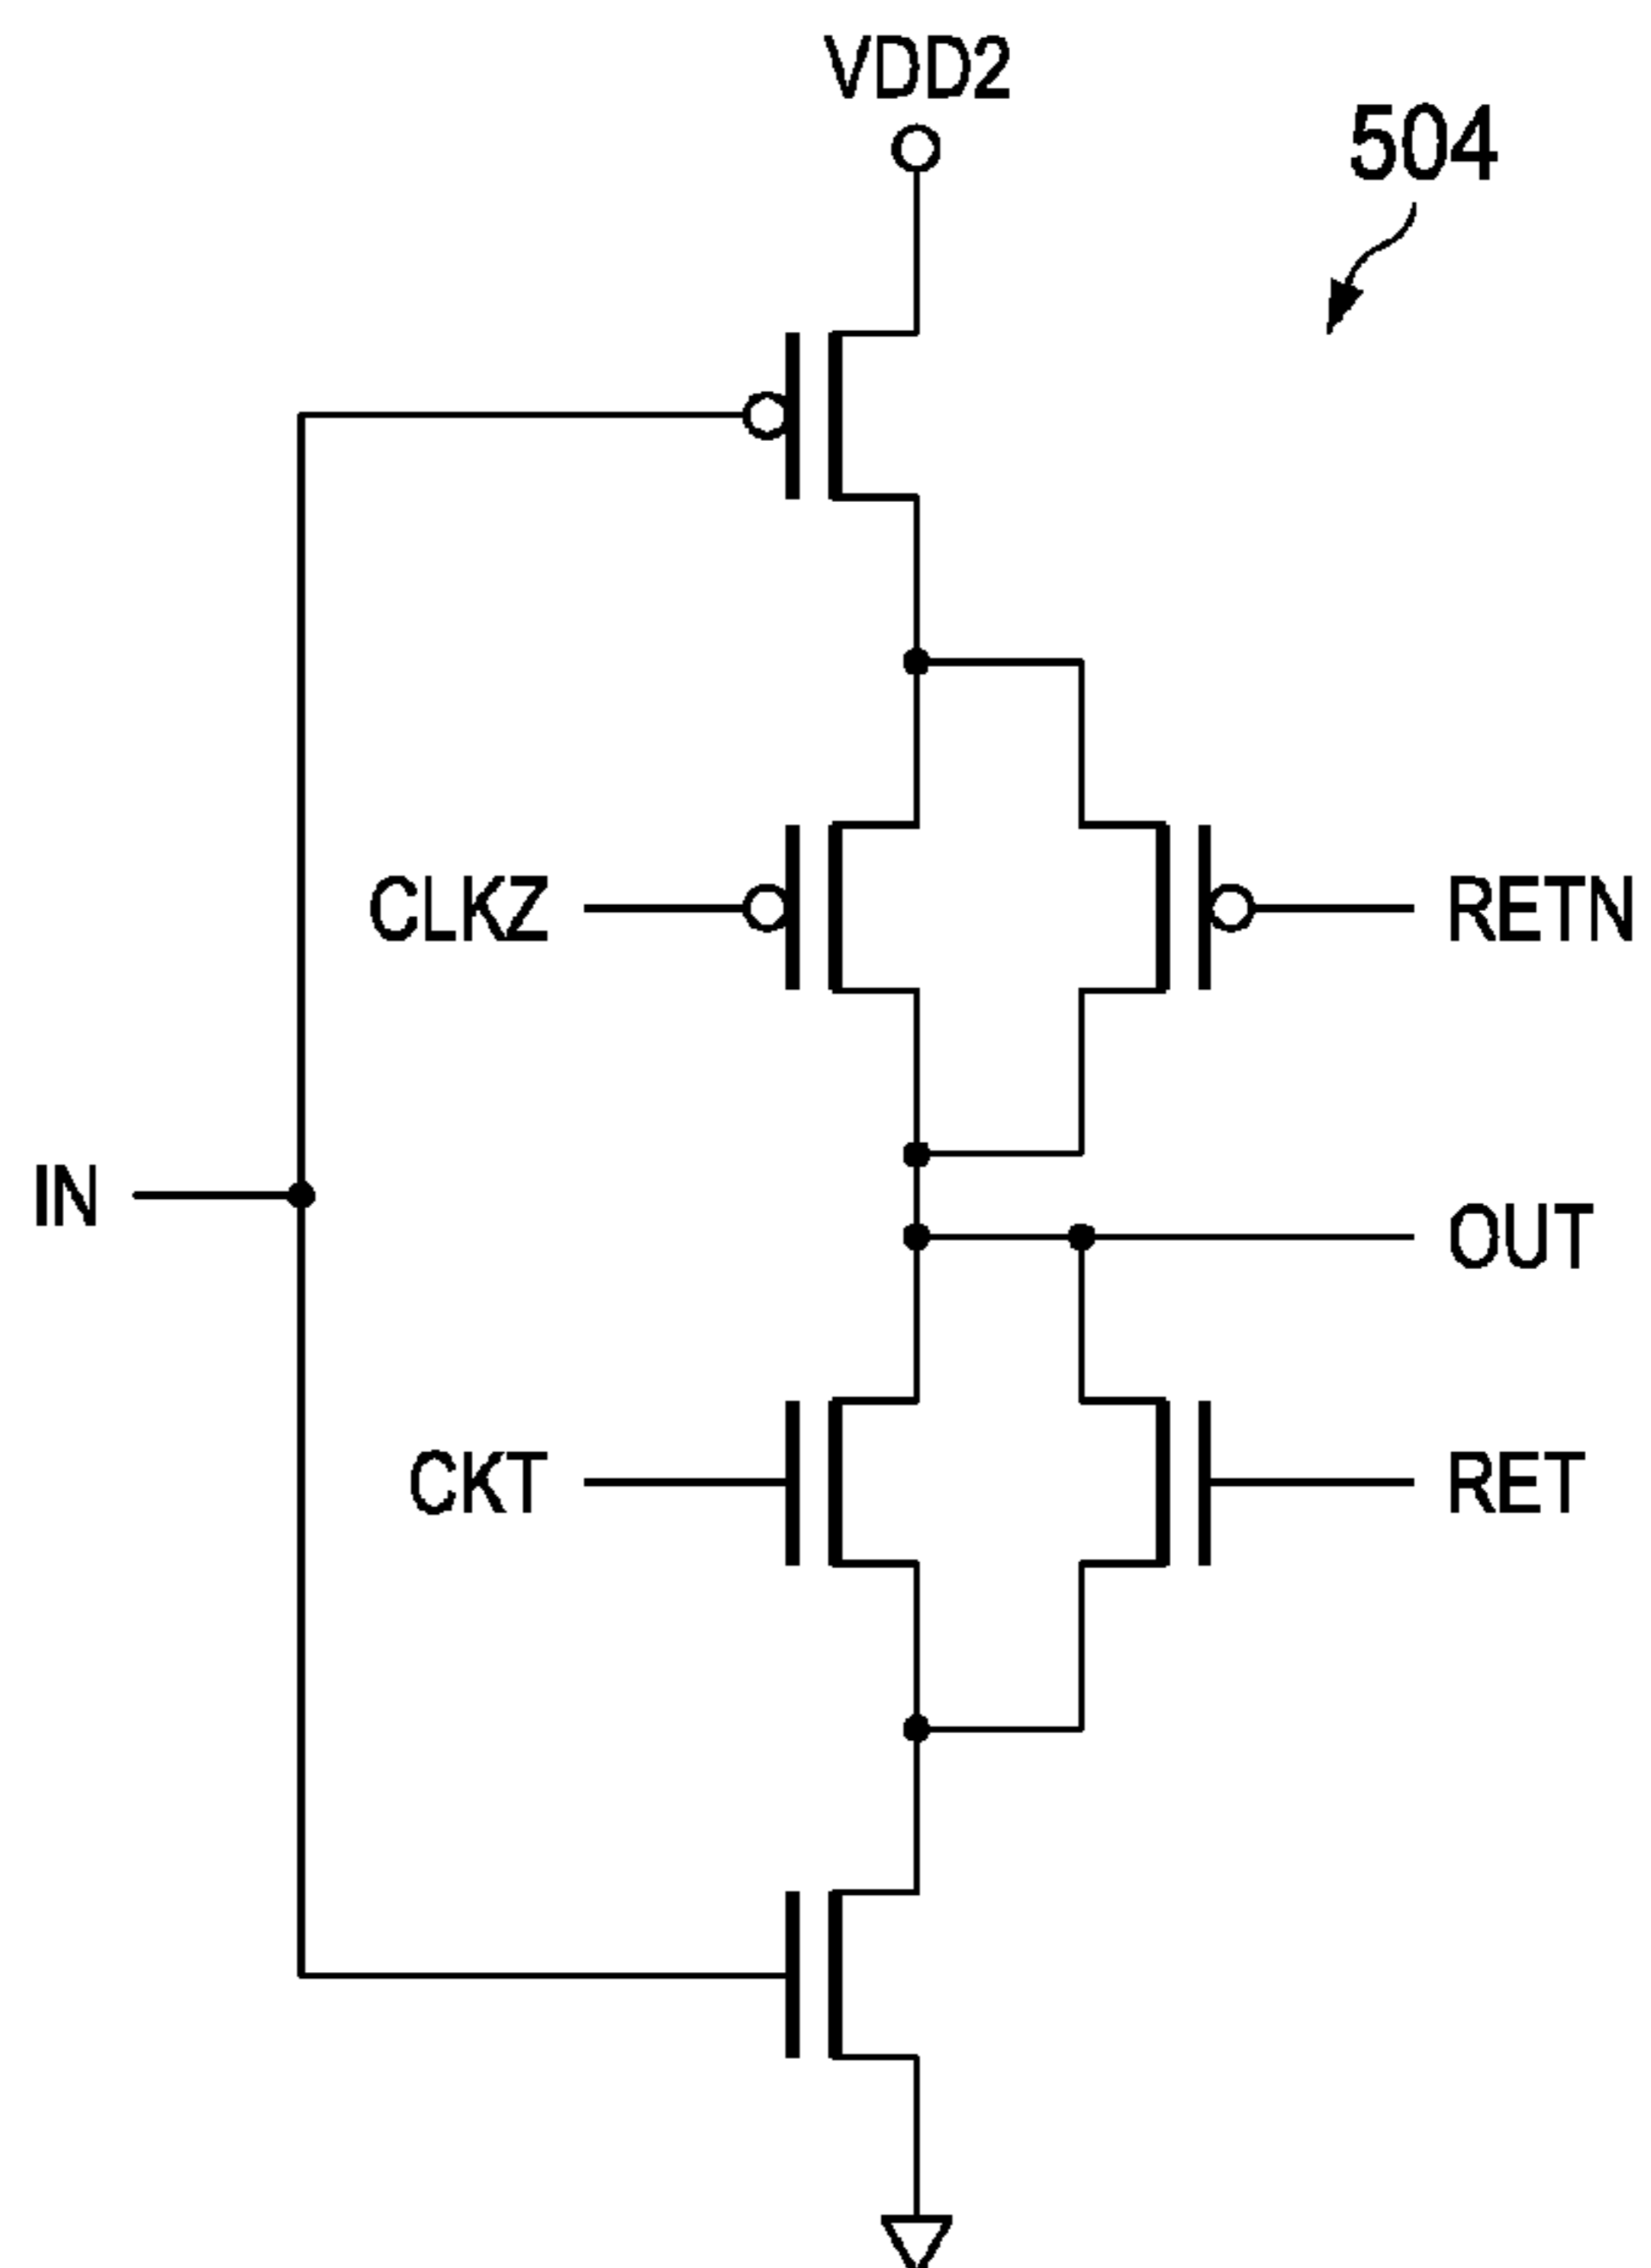 VDD2
504
CLKZ
RETN
IN
OUT
CKT
RET